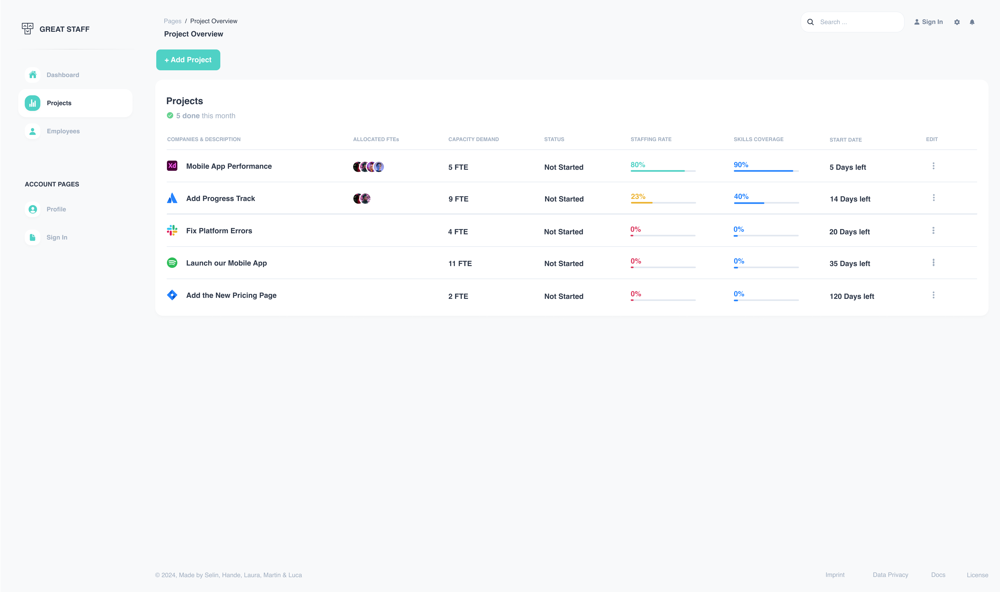 GREAT STAFF
Pages / Project Overview
Project Overview
Search ...
Sign In
+ Add Project
Dashboard
Projects
Employees
ACCOUNT PAGES
Profile
Sign In
Projects
5 done this month
COMPANIES & DESCRIPTION ALLOCATED FTEs CAPACITY DEMAND STATUS STAFFING RATE SKILLS COVERAGE START DATE EDIT
Xd Mobile App Performance 5 FTE Not Started 80% 90% 5 Days left
Add Progress Track 9 FTE Not Started 23% 40% 14 Days left
Fix Platform Errors 4 FTE Not Started 0% 0% 20 Days left
Launch our Mobile App 11 FTE Not Started 0% 0% 35 Days left
Add the New Pricing Page 2 FTE Not Started 0% 0% 120 Days left
© 2024, Made by Selin, Hande, Laura, Martin & Luca
Imprint Data Privacy Docs License